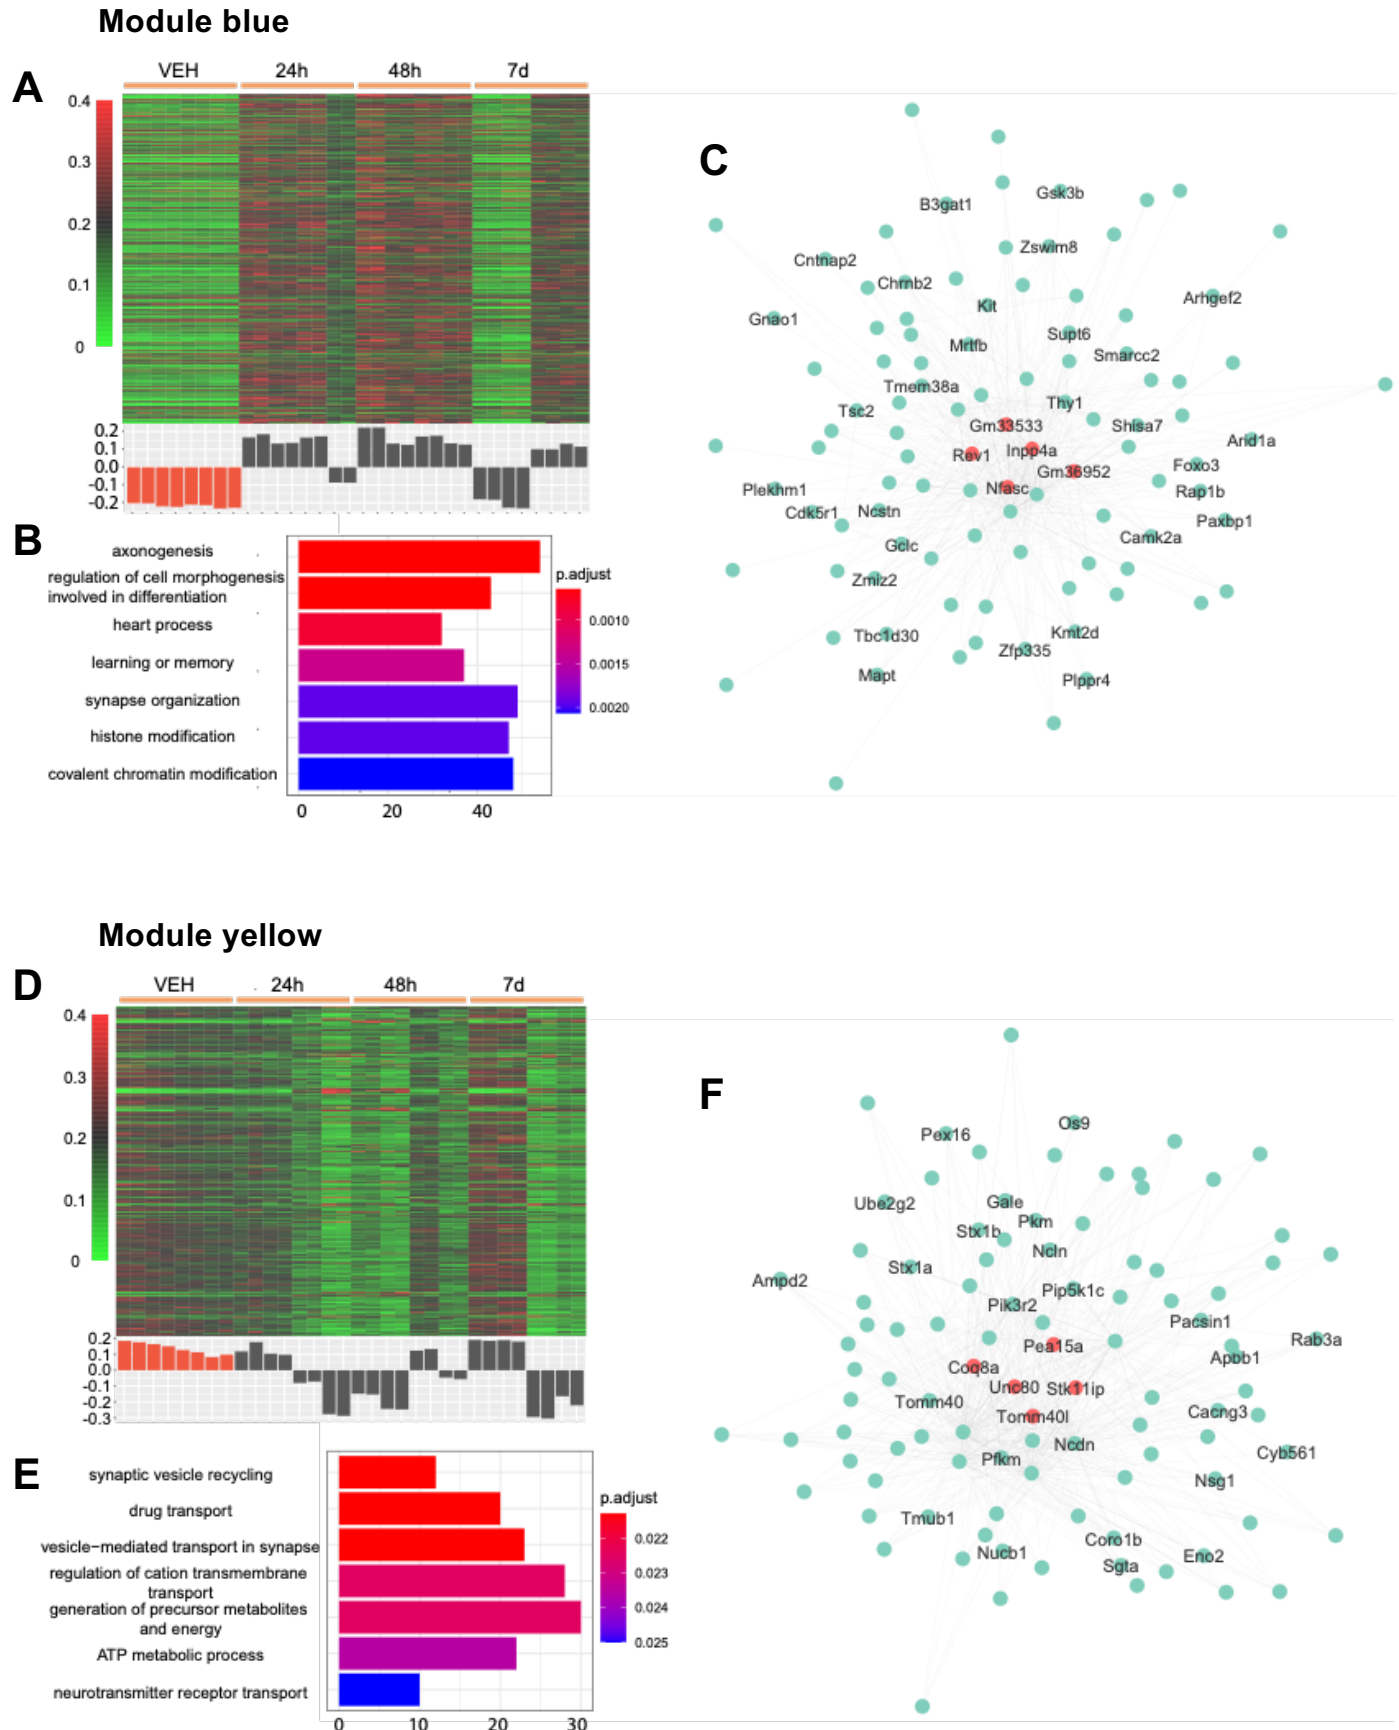 Module blue
A
VEH 24h 48h 7d
0.4
0.3
0.2
0.1
0
0.2
0.1
0.0
-0.1
-0.2
B
axonogenesis
regulation of cell morphogenesis
involved in differentiation
heart process
learning or memory
synapse organization
histone modification
covalent chromatin modification
0 20 40
p.adjust
0.0010
0.0015
0.0020
C
Gsk3b
B3gat1
Zswim8
Cntnap2
Chrnb2
Arhgef2
Kit
Gnao1
Supt6
Mrtfb
Smarcc2
Tmem38a
Thy1
Tsc2
Gm33533
Shisa7
Arid1a
Rev1
Inpp4a
Foxo3
Gm36952
Plekhm1
Nfasc
Rap1b
Cdk5r1
Ncstn
Paxbp1
Camk2a
Gclc
Zmiz2
Kmt2d
Tbc1d30
Zfp335
Mapt
Plppr4
Module yellow
D
VEH 24h 48h 7d
0.4
0.3
0.2
0.1
0
0.2
0.1
0.0
-0.1
-0.2
-0.3
E
synaptic vesicle recycling
drug transport
vesicle−mediated transport in synapse
regulation of cation transmembrane
transport
generation of precursor metabolites
and energy
ATP metabolic process
neurotransmitter receptor transport
0 10 20 30
p.adjust
0.022
0.023
0.024
0.025
F
Os9
Pex16
Ube2g2
Gale
Pkm
Stx1b
Ncln
Stx1a
Ampd2
Pip5k1c
Pik3r2
Pacsin1
Rab3a
Pea15a
Apbb1
Coq8a
Unc80
Stk11ip
Tomm40
Cacng3
Tomm40l
Ncdn
Cyb561
Pfkm
Nsg1
Tmub1
Coro1b
Nucb1
Eno2
Sgta